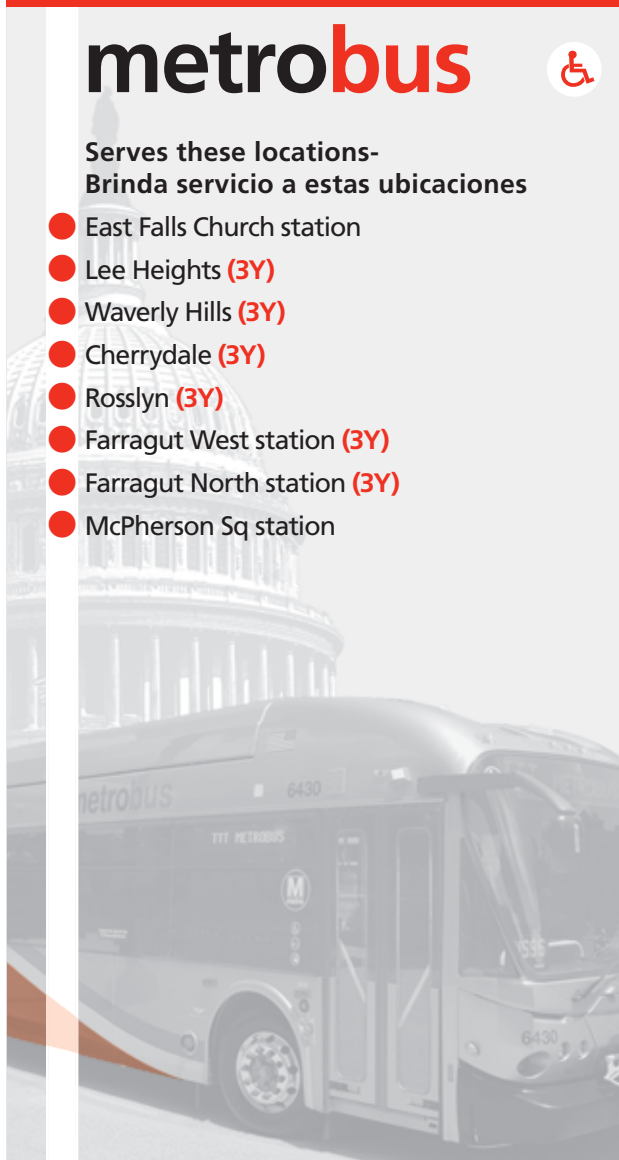 metrobus
Serves these locations-
Brinda servicio a estas ubicaciones
East Falls Church station
Lee Heights (3Y)
Waverly Hills (3Y)
Cherrydale (3Y)
Rosslyn (3Y)
Farragut West station (3Y)
Farragut North station (3Y)
McPherson Sq station
metrobus
6430
TYT METROBUS
M
6430